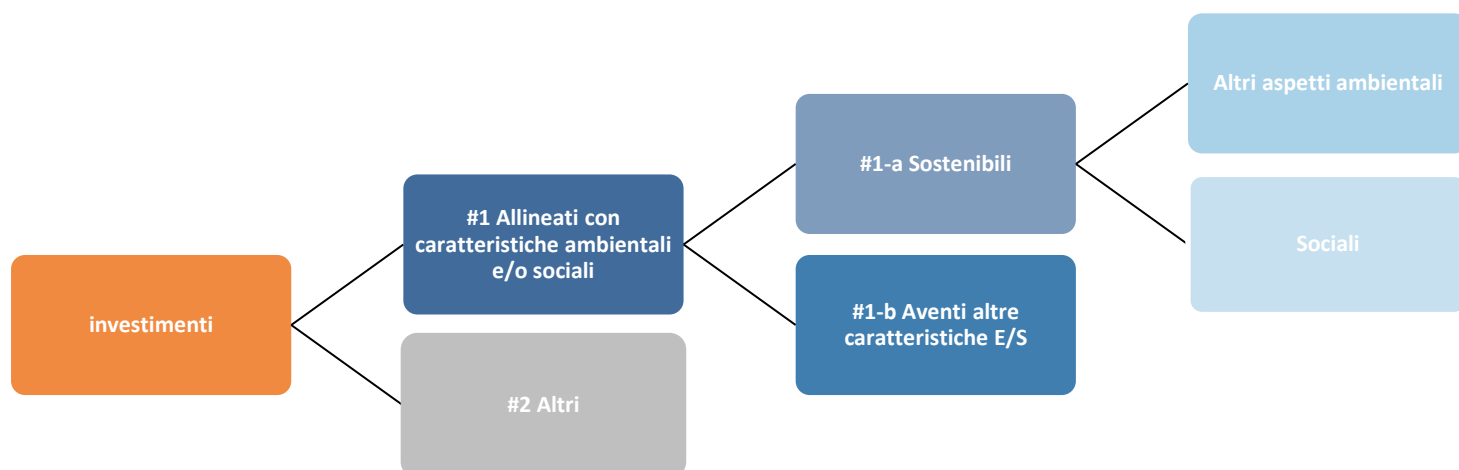 investimenti
#1 Allineati con
caratteristiche ambientali
e/o sociali
#2 Altri
#1-a Sostenibili
#1-b Aventi altre
caratteristiche E/S
Altri aspetti ambientali
Sociali